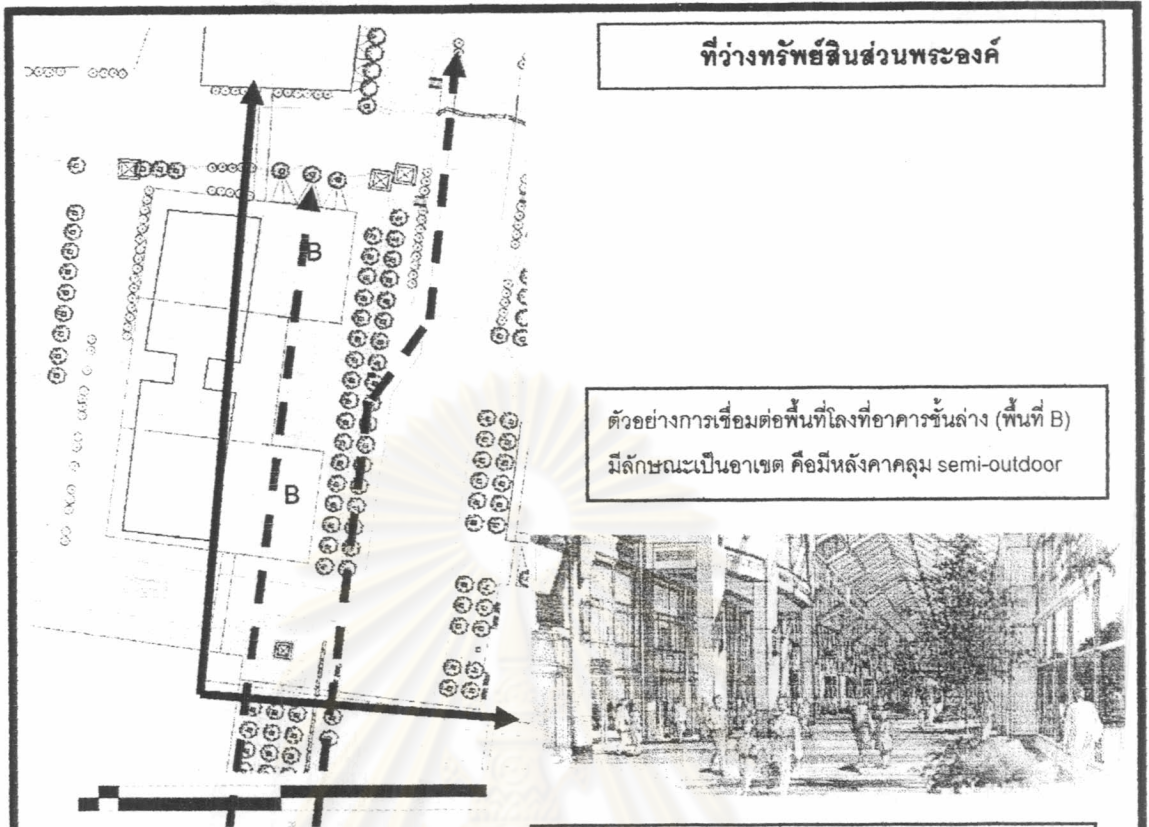 ที่ว่างทรัพย์สินส่วนพระองค์
B
ตัวอย่างการเชื่อมต่อพื้นที่โล่งที่อาคารชั้นล่าง (พื้นที่ B)
มีลักษณะเป็นอาเขต คือมีหลังคาคลุม semi-outdoor
B